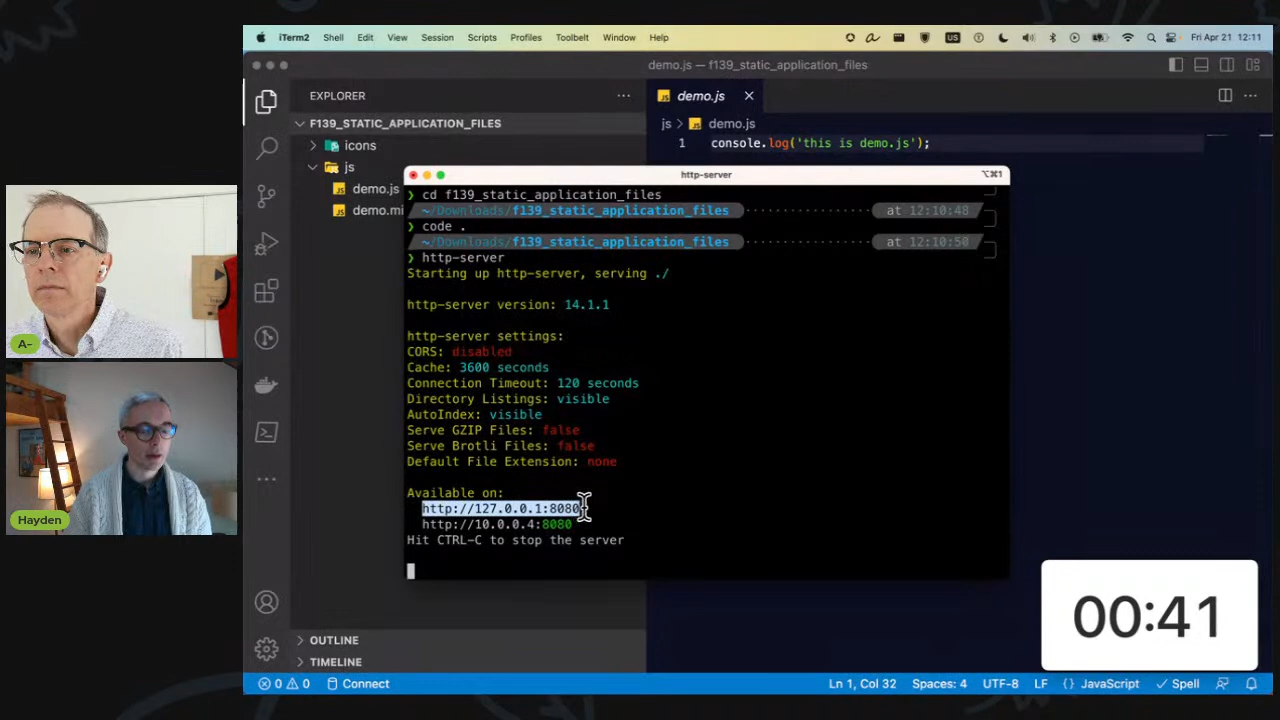 iTerm2 Shell Edit View Session Scripts Profiles Toolbelt Window Help US Fri Apr 21 12:11
demo.js — f139_static_application_files
EXPLORER
demo.js
F139_STATIC_APPLICATION_FILES
js > demo.js
icons
1 console.log('this is demo.js');
js
http-server
⌥⌘1
demo.js
demo.mi
❯ cd f139_static_application_files
~/Downloads/f139_static_application_files at 12:10:48
❯ code .
~/Downloads/f139_static_application_files at 12:10:50
❯ http-server
Starting up http-server, serving ./
http-server version: 14.1.1
http-server settings:
CORS: disabled
Cache: 3600 seconds
Connection Timeout: 120 seconds
Directory Listings: visible
AutoIndex: visible
Serve GZIP Files: false
Serve Brotli Files: false
Default File Extension: none
Available on:
http://127.0.0.1:8080
http://10.0.0.4:8080
Hit CTRL-C to stop the server
A-
Hayden
00:41
OUTLINE
TIMELINE
0 0 Connect Ln 1, Col 32 Spaces: 4 UTF-8 LF {} JavaScript Spell